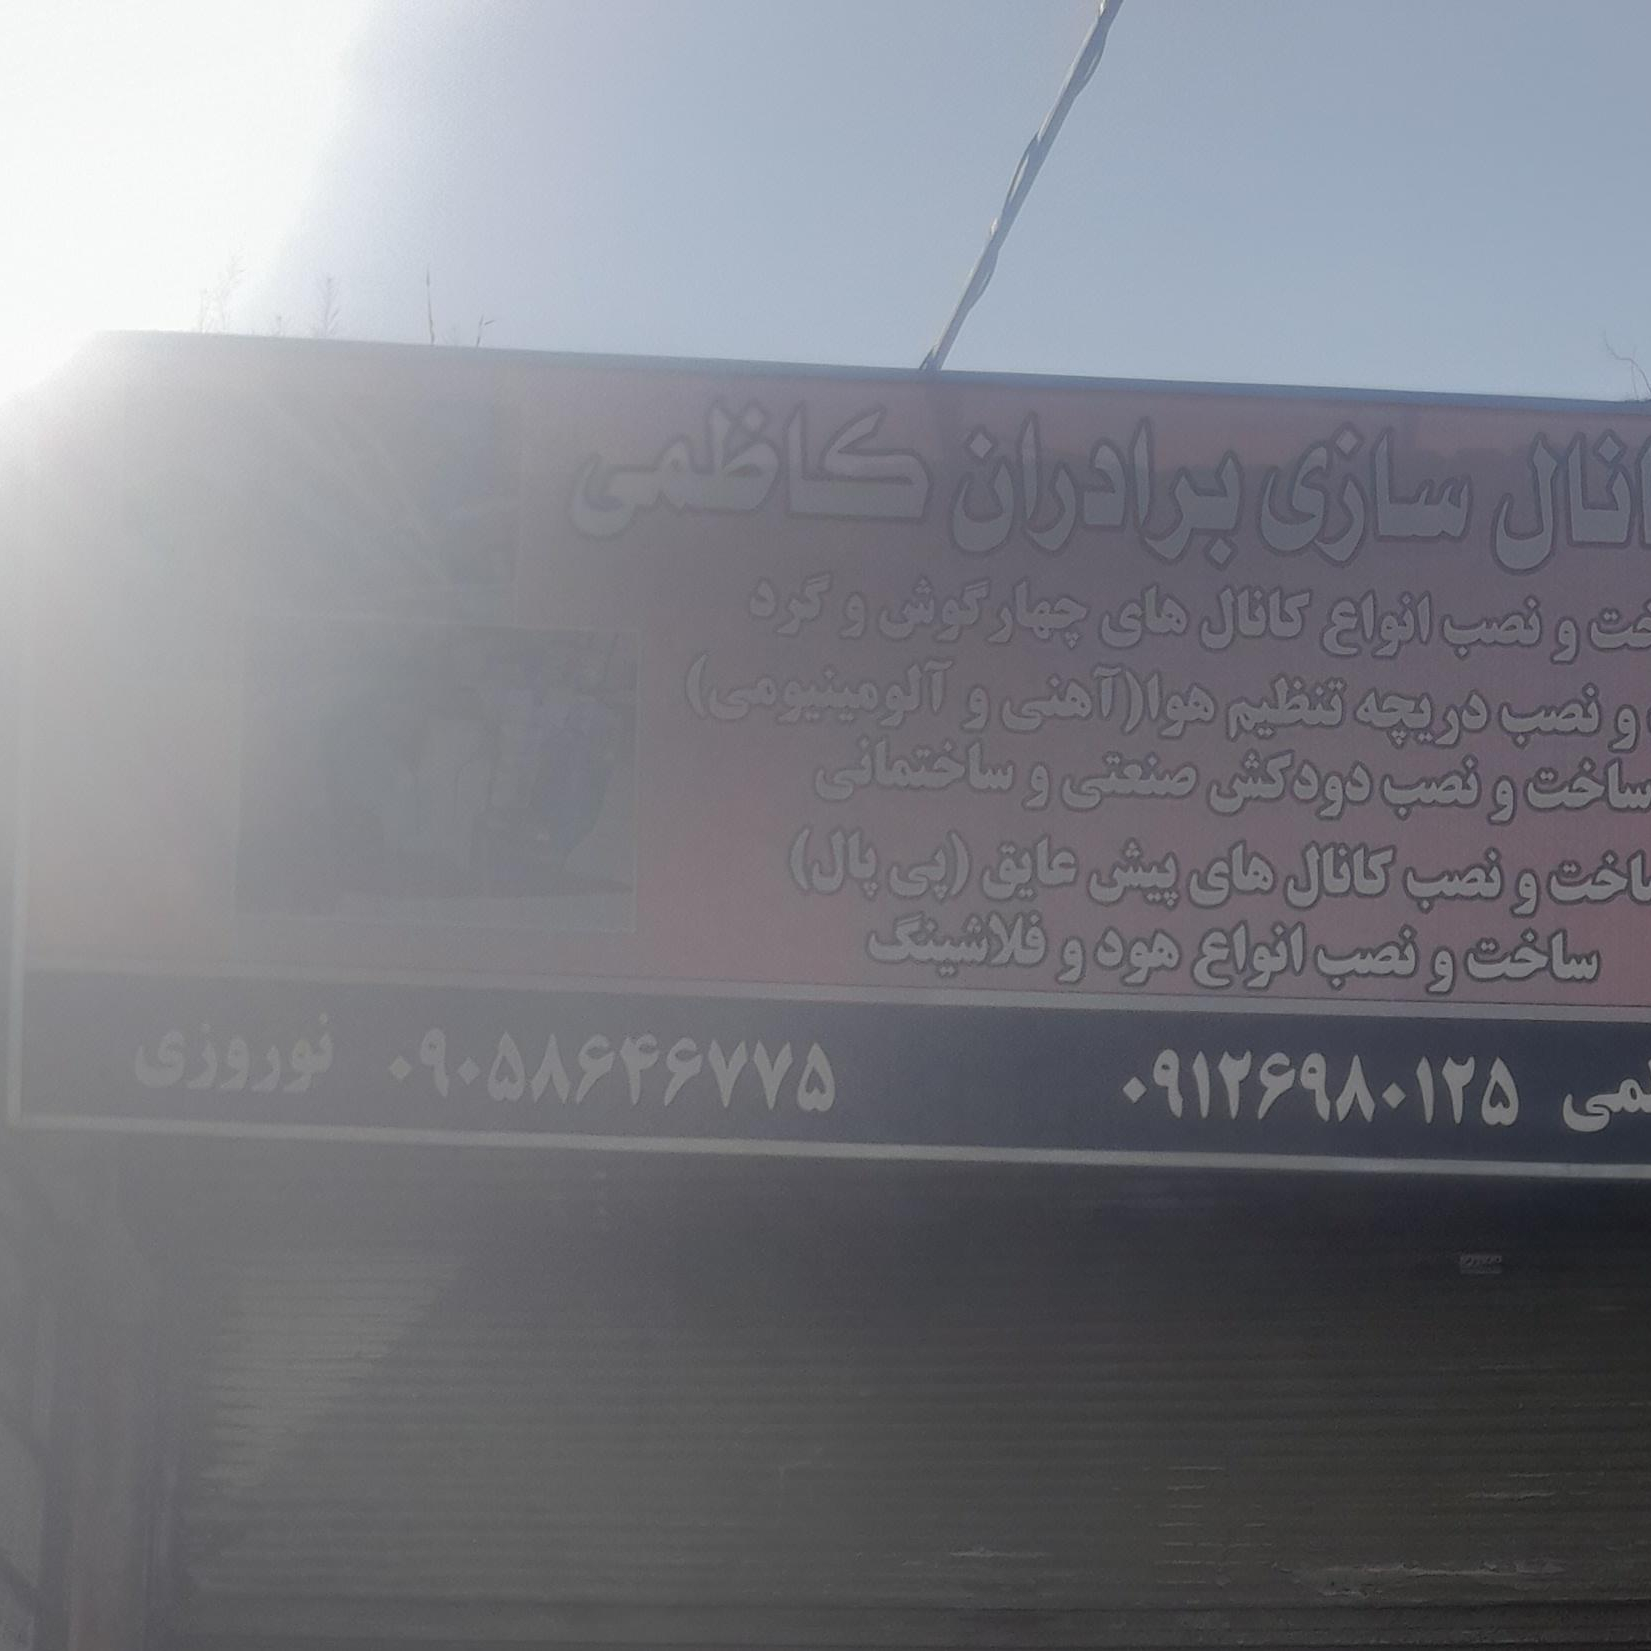 انال سازی برادران کاظمی
خت و نصب انواع کانال های چهارگوش و گرد
و نصب دریچه تنظیم هوا(آهنی و آلومینیومی)
ساخت و نصب دودکش صنعتی و ساختمانی
ساخت و نصب کانال های پیش عایق (پی پال)
ساخت و نصب انواع هود و فلاشینگ
ظمی ۰۹۱۲۶۹۸۰۱۲۵ ۰۹۰۵۸۶۴۶۷۷۵ نوروزی